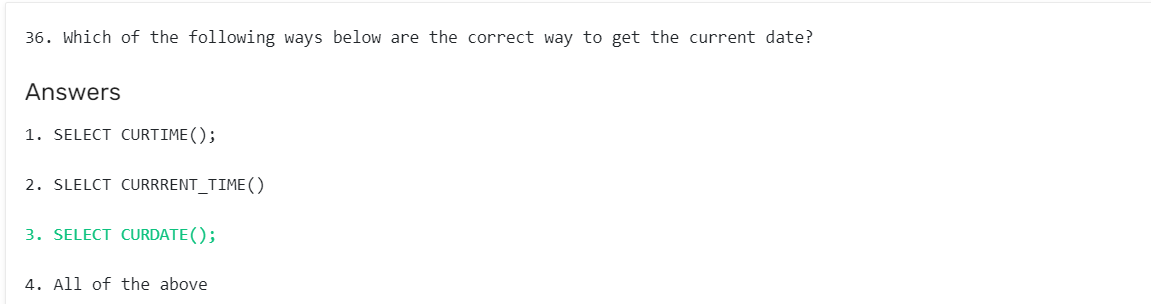 36. Which of the following ways below are the correct way to get the current date?
Answers
1. SELECT CURTIME();
2. SLELCT CURRRENT_TIME()
3. SELECT CURDATE();
4. All of the above